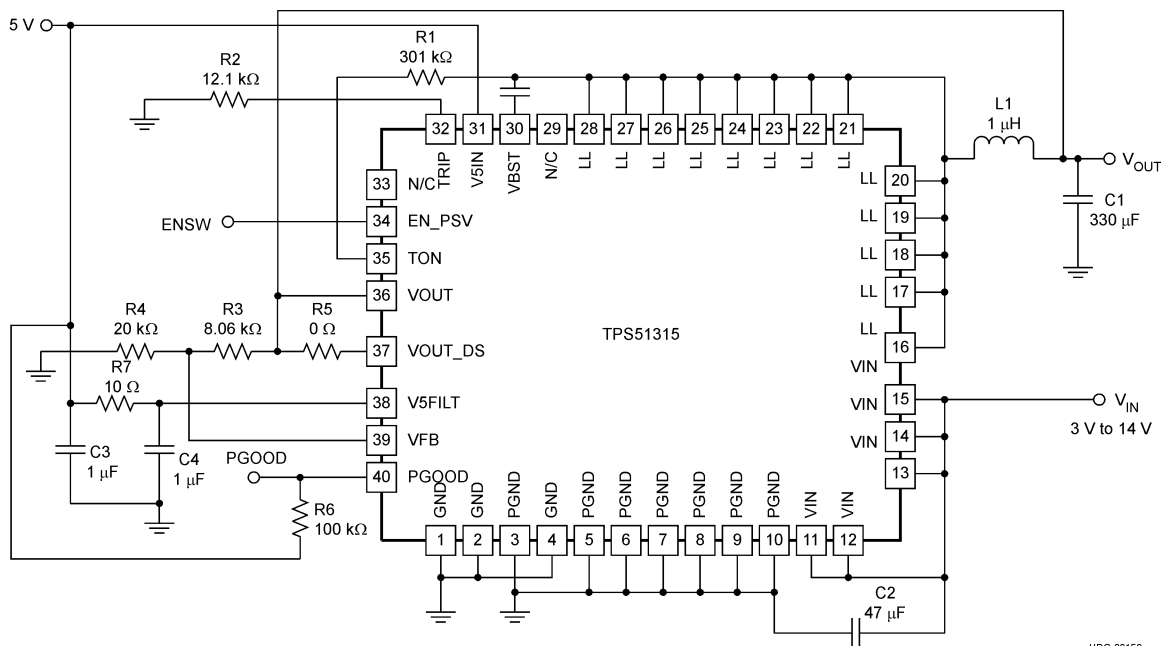 5 V
R1
301 kΩ
R2
12.1 kΩ
L1
1 μH
32 31 30 29 28 27 26 25 24 23 22 21
TRIP V5IN VBST N/C LL LL LL LL LL LL LL LL
VOUT
C1
330 μF
33 N/C
ENSW
34 EN_PSV
35 TON
36 VOUT
R4
20 kΩ
R3
8.06 kΩ
R5
0 Ω
37 VOUT_DS
R7
10 Ω
38 V5FILT
39 VFB
40 PGOOD
C3
1 μF
C4
1 μF
PGOOD
R6
100 kΩ
TPS51315
LL 20
LL 19
LL 18
LL 17
LL
16
VIN
15
VIN
14
VIN
13
VIN
3 V to 14 V
GND GND PGND GND PGND PGND PGND PGND PGND PGND VIN VIN
1 2 3 4 5 6 7 8 9 10 11 12
C2
47 μF